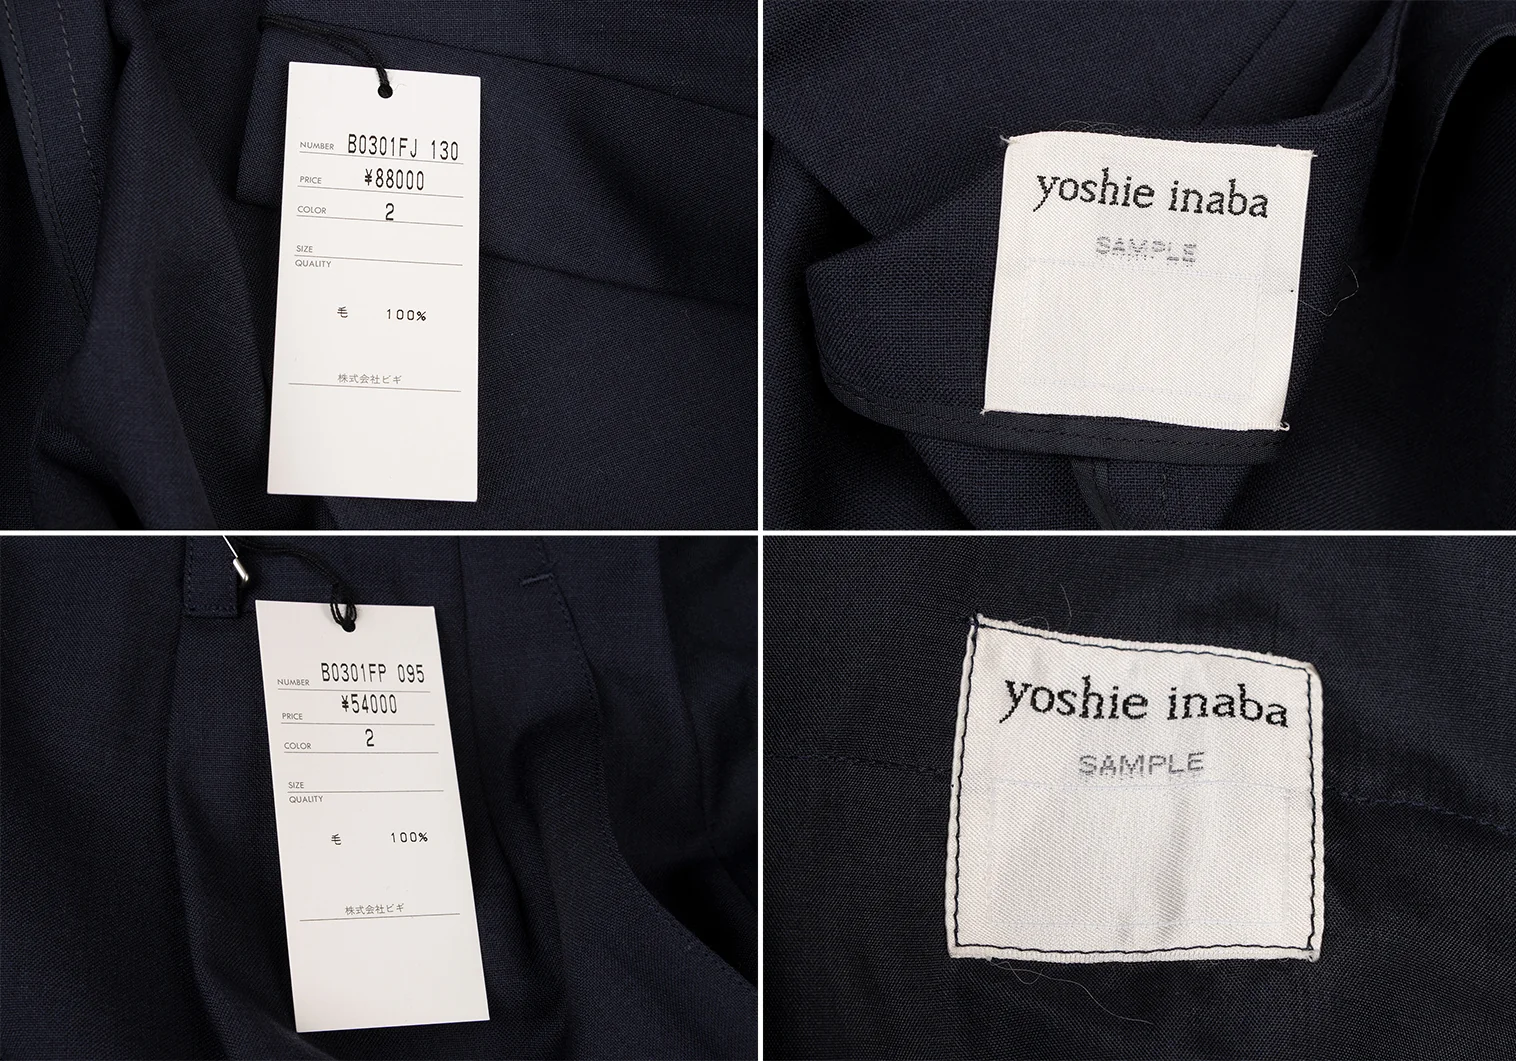 NUMBER B0301FJ 130
PRICE ¥88000
COLOR 2
SIZE
QUALITY
毛 100%
株式会社ビギ
yoshie inaba
SAMPLE
NUMBER B0301FP 095
PRICE ¥54000
COLOR 2
SIZE
QUALITY
毛 100%
株式会社ビギ
yoshie inaba
SAMPLE